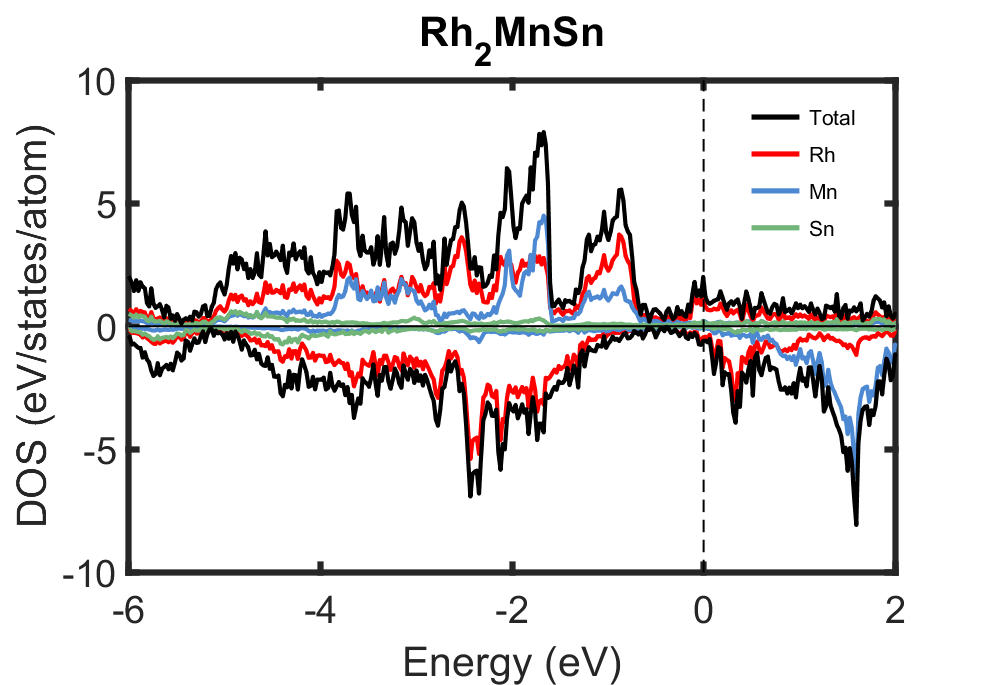 Rh2MnSn
10
5
0
-5
-10
DOS (eV/states/atom)
Total
Rh
Mn
Sn
-6 -4 -2 0 2
Energy (eV)